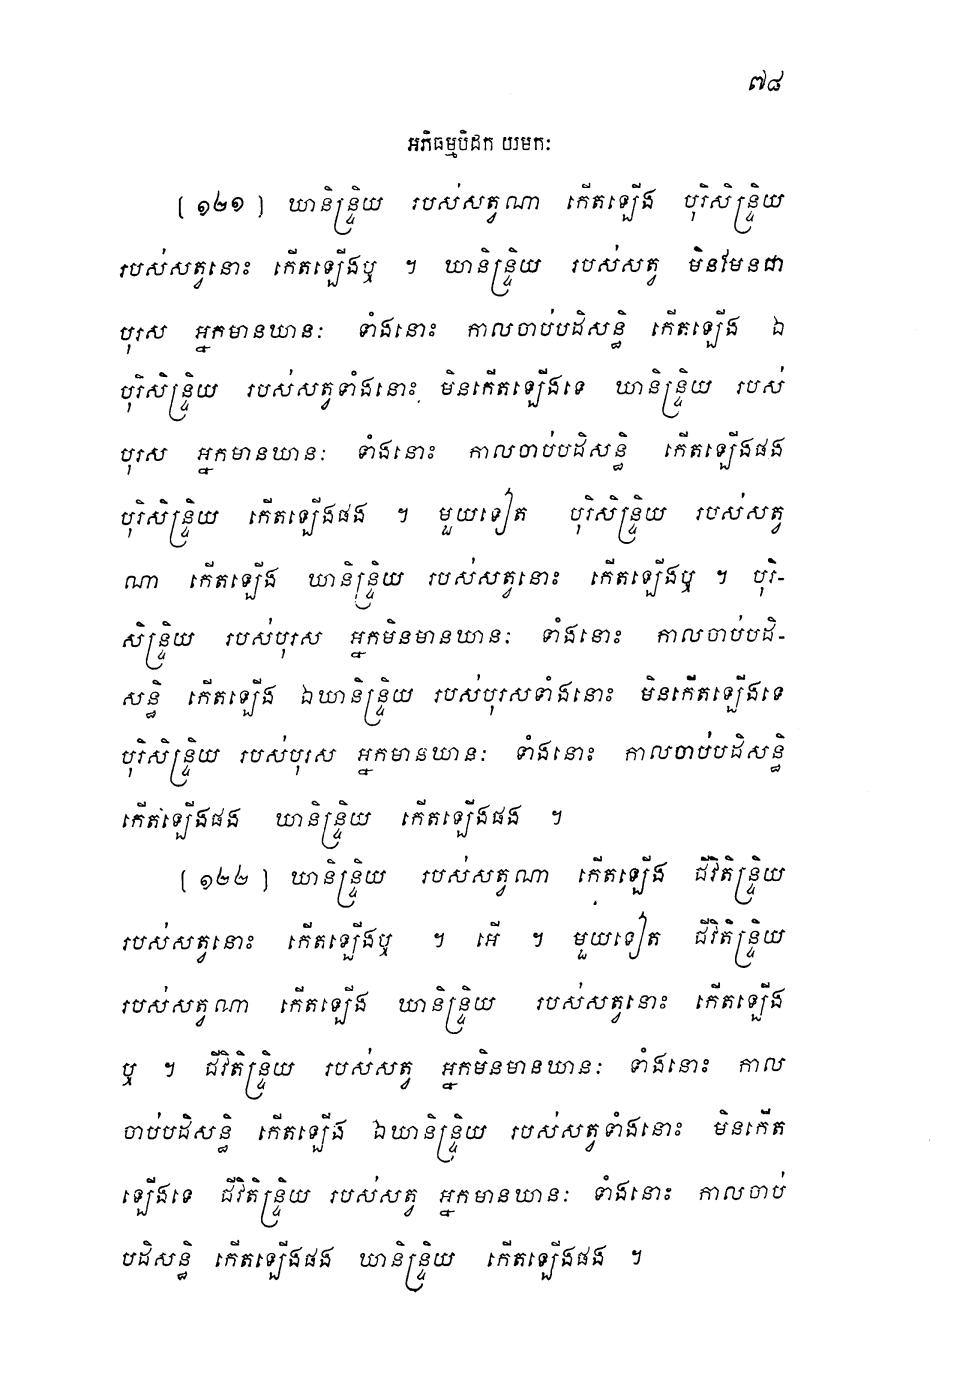 ៧៨
អភិធម្មបិដក យមកៈ
[ ១២១ ] ឃានិន្ទ្រិយ របស់សត្វណា កើតឡើង បុរិសិន្ទ្រិយ
របស់សត្វនោះ កើតឡើងឬ ។ ឃានិន្ទ្រិយ របស់សត្វ មិនមែនជា
បុរស អ្នកមានឃានៈ ទាំងនោះ កាលចាប់បដិសន្ធិ កើតឡើង ឯ
បុរិសិន្ទ្រិយ របស់សត្វទាំងនោះ មិនកើតឡើងទេ ឃានិន្ទ្រិយ របស់
បុរស អ្នកមានឃានៈ ទាំងនោះ កាលចាប់បដិសន្ធិ កើតឡើងផង
បុរិសិន្ទ្រិយ កើតឡើងផង ។ មួយទៀត បុរិសិន្ទ្រិយ របស់សត្វ
ណា កើតឡើង ឃានិន្ទ្រិយ របស់សត្វនោះ កើតឡើងឬ ។ បុរិ-
សិន្ទ្រិយ របស់បុរស អ្នកមិនមានឃានៈ ទាំងនោះ កាលចាប់បដិ-
សន្ធិ កើតឡើង ឯឃានិន្ទ្រិយ របស់បុរសទាំងនោះ មិនកើតឡើងទេ
បុរិសិន្ទ្រិយ របស់បុរស អ្នកមានឃានៈ ទាំងនោះ កាលចាប់បដិសន្ធិ
កើតឡើងផង ឃានិន្ទ្រិយ កើតឡើងផង ។
[ ១២២ ] ឃានិន្ទ្រិយ របស់សត្វណា កើតឡើង ជីវិតិន្ទ្រិយ
របស់សត្វនោះ កើតឡើងឬ ។ អើ ។ មួយទៀត ជីវិតិន្ទ្រិយ
របស់សត្វណា កើតឡើង ឃានិន្ទ្រិយ របស់សត្វនោះ កើតឡើង
ឬ ។ ជីវិតិន្ទ្រិយ របស់សត្វ អ្នកមិនមានឃានៈ ទាំងនោះ កាល
ចាប់បដិសន្ធិ កើតឡើង ឯឃានិន្ទ្រិយ របស់សត្វទាំងនោះ មិនកើត
ឡើងទេ ជីវិតិន្ទ្រិយ របស់សត្វ អ្នកមានឃានៈ ទាំងនោះ កាលចាប់
បដិសន្ធិ កើតឡើងផង ឃានិន្ទ្រិយ កើតឡើងផង ។